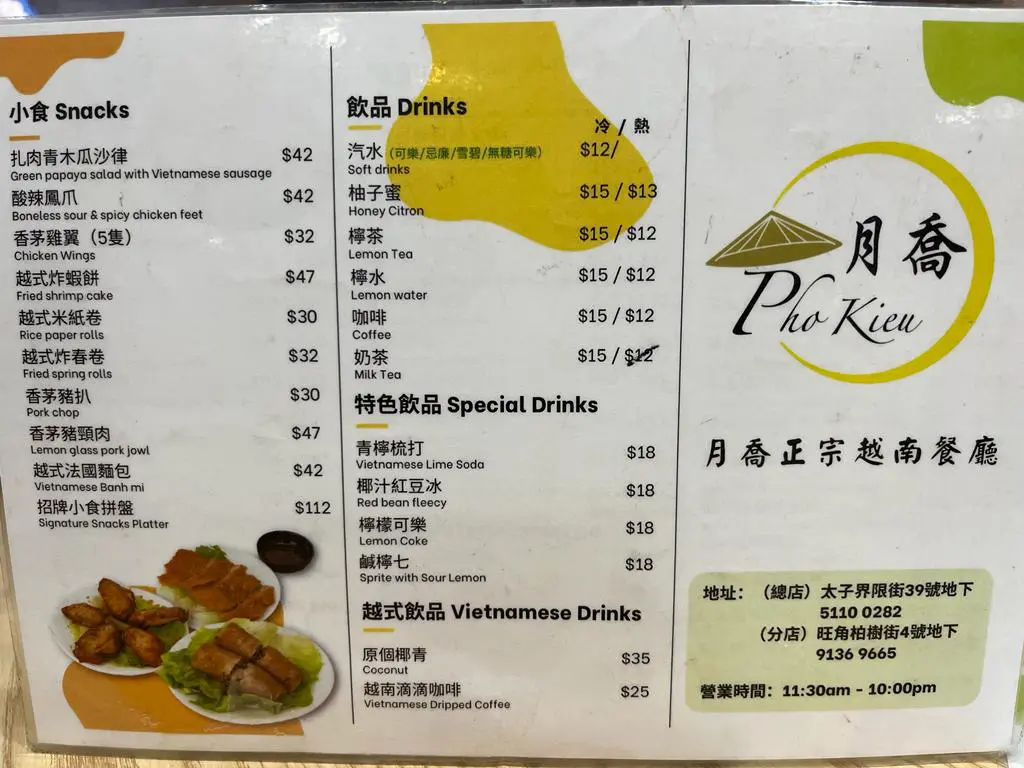 小食 Snacks
扎肉青木瓜沙律 $42
Green papaya salad with Vietnamese sausage
酸辣鳳爪 $42
Boneless sour & spicy chicken feet
香茅雞翼（5隻） $32
Chicken Wings
越式炸蝦餅 $47
Fried shrimp cake
越式米紙卷 $30
Rice paper rolls
越式炸春卷 $32
Fried spring rolls
香茅豬扒 $30
Pork chop
香茅豬頸肉 $47
Lemon glass pork jowl
越式法國麵包 $42
Vietnamese Banh mi
招牌小食拼盤 $112
Signature Snacks Platter
飲品 Drinks
冷 / 熱
汽水（可樂/忌廉/雪碧/無糖可樂） $12/
Soft drinks
柚子蜜 $15 / $13
Honey Citron
檸茶 $15 / $12
Lemon Tea
檸水 $15 / $12
Lemon water
咖啡 $15 / $12
Coffee
奶茶 $15 / $12
Milk Tea
特色飲品 Special Drinks
青檸梳打 $18
Vietnamese Lime Soda
椰汁紅豆冰 $18
Red bean fleecy
檸檬可樂 $18
Lemon Coke
鹹檸七 $18
Sprite with Sour Lemon
越式飲品 Vietnamese Drinks
原個椰青 $35
Coconut
越南滴滴咖啡 $25
Vietnamese Dripped Coffee
月喬
Pho Kieu
月喬正宗越南餐廳
地址：（總店）太子界限街39號地下
5110 0282
（分店）旺角柏樹街4號地下
9136 9665
營業時間：11:30am - 10:00pm